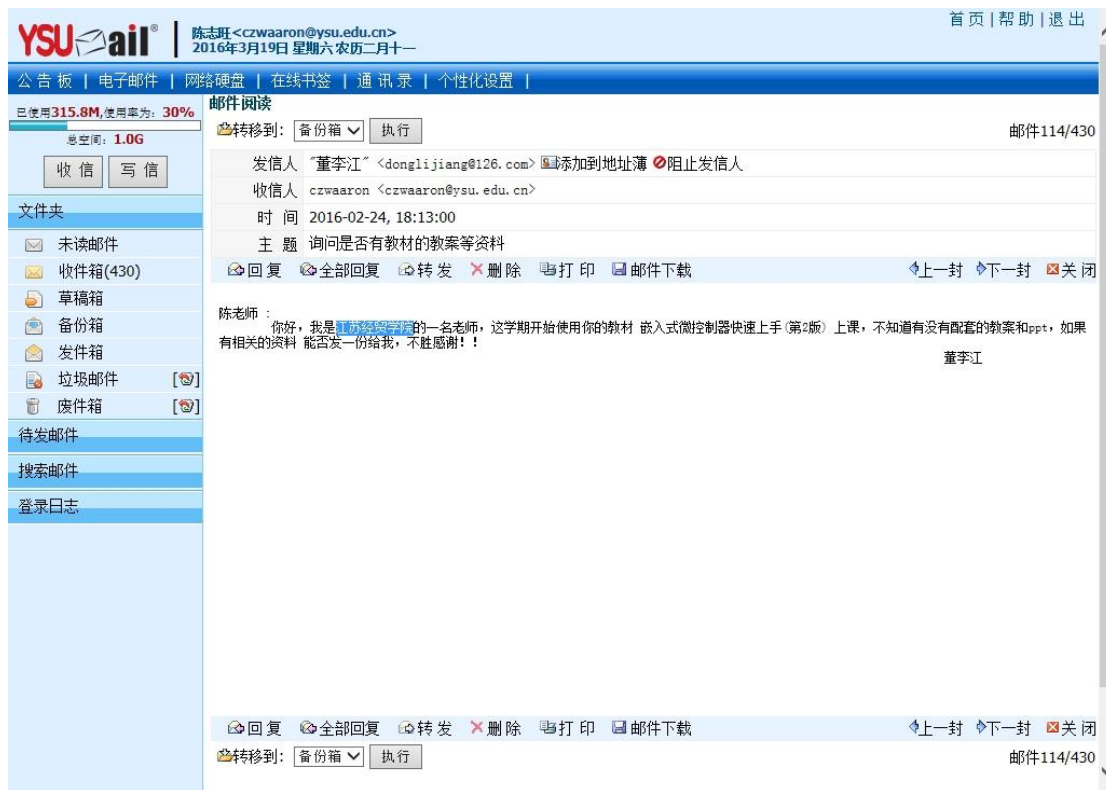 首页|帮助|退出
YSUMail® 陈志旺<czwaaron@ysu.edu.cn>
2016年3月19日 星期六 农历二月十一
公告板 | 电子邮件 | 网络硬盘 | 在线书签 | 通讯录 | 个性化设置 |
已使用315.8M,使用率为: 30%
总空间: 1.0G
收信 写信
文件夹
未读邮件
收件箱(430)
草稿箱
备份箱
发件箱
垃圾邮件 []
废件箱 []
待发邮件
搜索邮件
登录日志
邮件阅读
转移到: 备份箱 执行 邮件114/430
发信人 "董李江" <donglijiang@126.com> 添加到地址薄 阻止发信人
收信人 czwaaron <czwaaron@ysu.edu.cn>
时 间 2016-02-24, 18:13:00
主 题 询问是否有教材的教案等资料
回复 全部回复 转发 删除 打印 邮件下载 上一封 下一封 关闭
陈老师 :
你好，我是江苏经贸学院的一名老师，这学期开始使用你的教材 嵌入式微控制器快速上手(第2版) 上课，不知道有没有配套的教案和ppt，如果
有相关的资料 能否发一份给我，不胜感谢！！
董李江
回复 全部回复 转发 删除 打印 邮件下载 上一封 下一封 关闭
转移到: 备份箱 执行 邮件114/430